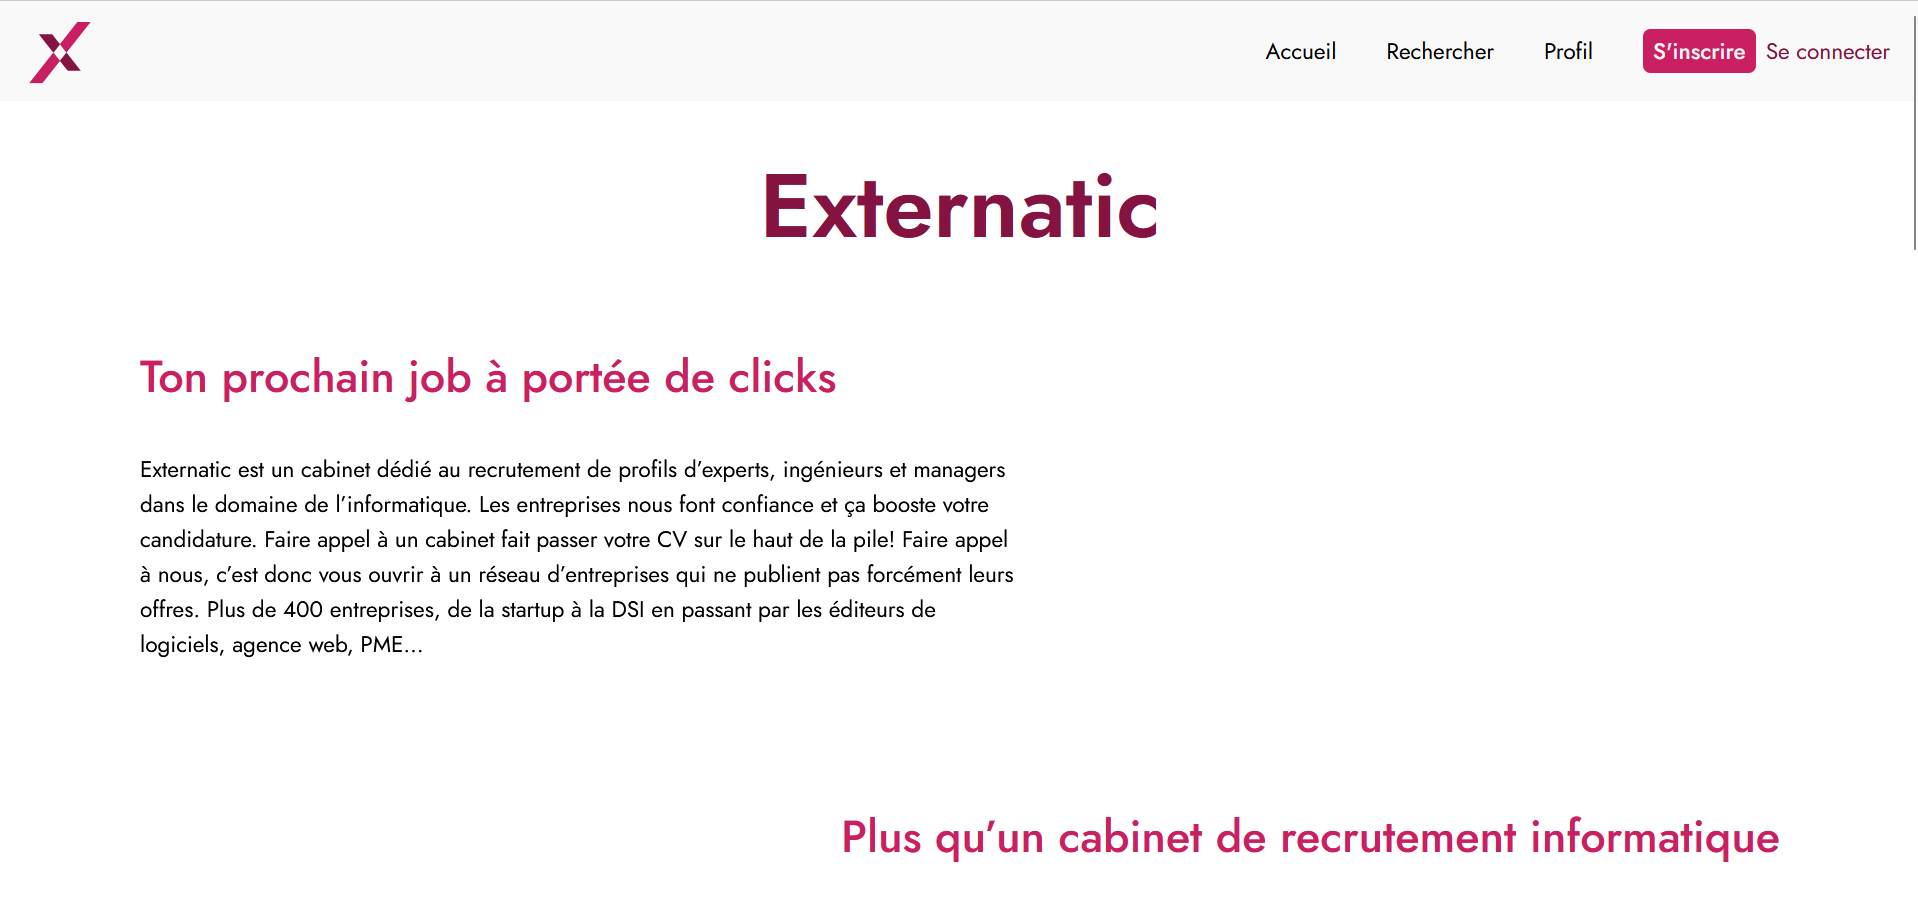 Accueil Rechercher Profil S'inscrire Se connecter
Externatic
Ton prochain job à portée de clicks
Externatic est un cabinet dédié au recrutement de profils d’experts, ingénieurs et managers
dans le domaine de l’informatique. Les entreprises nous font confiance et ça booste votre
candidature. Faire appel à un cabinet fait passer votre CV sur le haut de la pile! Faire appel
à nous, c’est donc vous ouvrir à un réseau d’entreprises qui ne publient pas forcément leurs
offres. Plus de 400 entreprises, de la startup à la DSI en passant par les éditeurs de
logiciels, agence web, PME…
Plus qu’un cabinet de recrutement informatique